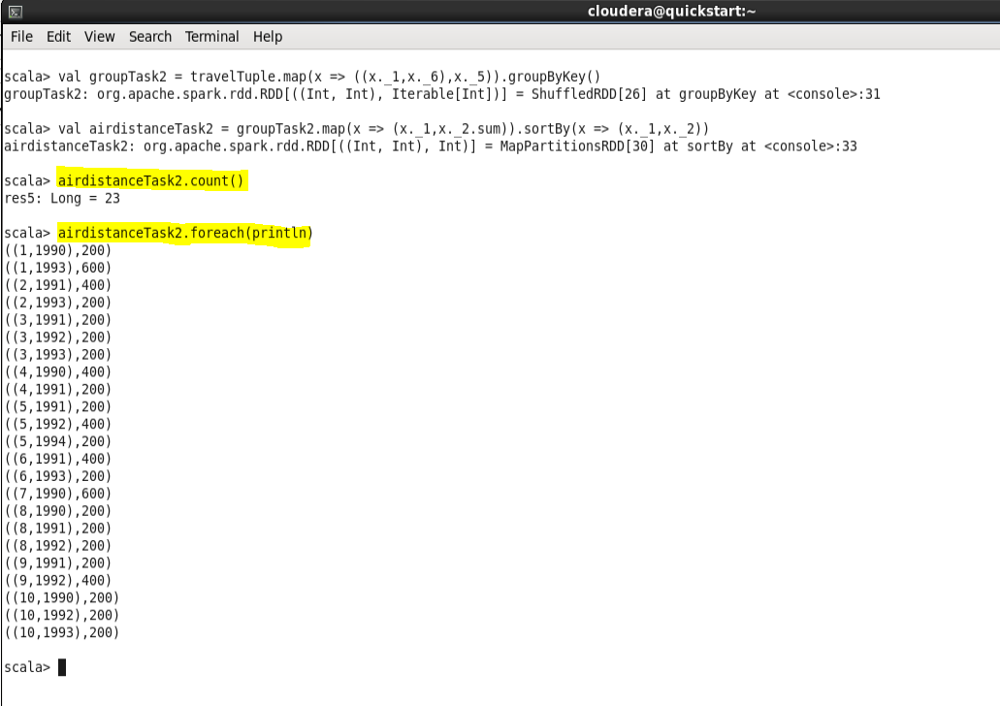 cloudera@quickstart:~
File Edit View Search Terminal Help
scala> val groupTask2 = travelTuple.map(x => ((x._1,x._6),x._5)).groupByKey()
groupTask2: org.apache.spark.rdd.RDD[((Int, Int), Iterable[Int])] = ShuffledRDD[26] at groupByKey at <console>:31
scala> val airdistanceTask2 = groupTask2.map(x => (x._1,x._2.sum)).sortBy(x => (x._1,x._2))
airdistanceTask2: org.apache.spark.rdd.RDD[((Int, Int), Int)] = MapPartitionsRDD[30] at sortBy at <console>:33
scala> airdistanceTask2.count()
res5: Long = 23
scala> airdistanceTask2.foreach(println)
((1,1990),200)
((1,1993),600)
((2,1991),400)
((2,1993),200)
((3,1991),200)
((3,1992),200)
((3,1993),200)
((4,1990),400)
((4,1991),200)
((5,1991),200)
((5,1992),400)
((5,1994),200)
((6,1991),400)
((6,1993),200)
((7,1990),600)
((8,1990),200)
((8,1991),200)
((8,1992),200)
((9,1991),200)
((9,1992),400)
((10,1990),200)
((10,1992),200)
((10,1993),200)
scala>